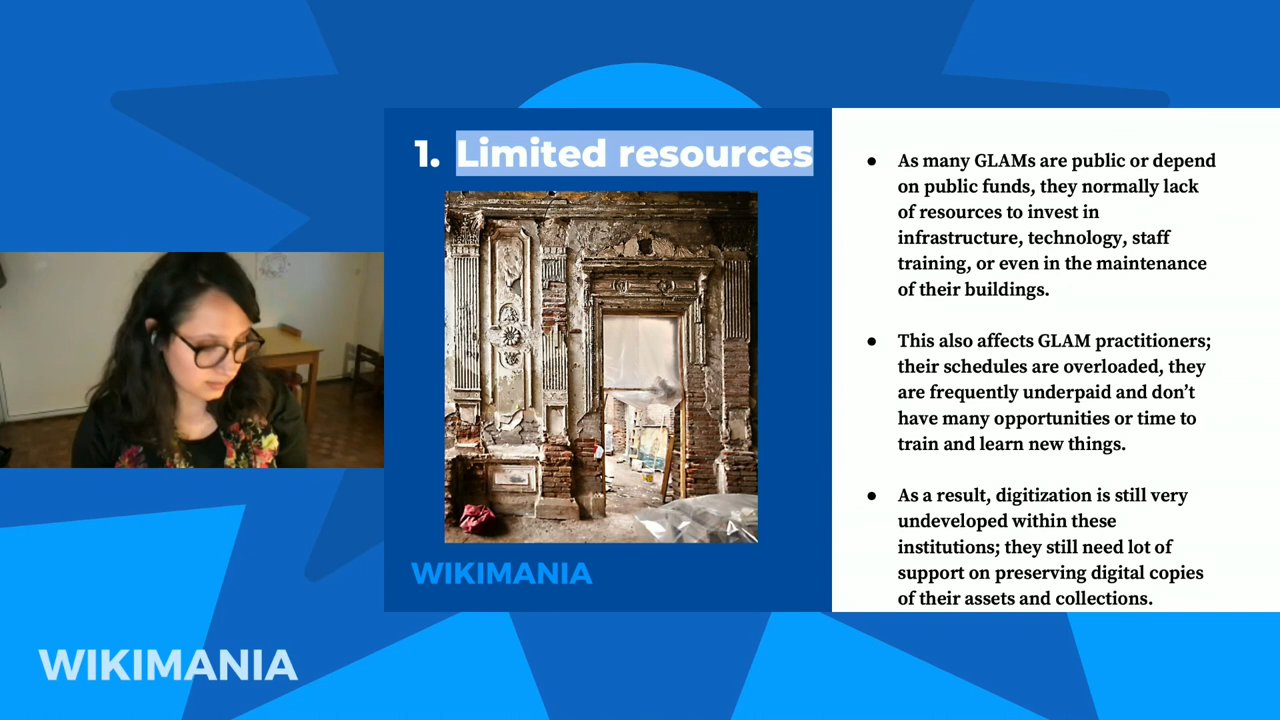 1. Limited resources
● As many GLAMs are public or depend
on public funds, they normally lack
of resources to invest in
infrastructure, technology, staff
training, or even in the maintenance
of their buildings.
● This also affects GLAM practitioners;
their schedules are overloaded, they
are frequently underpaid and don’t
have many opportunities or time to
train and learn new things.
● As a result, digitization is still very
undeveloped within these
institutions; they still need lot of
support on preserving digital copies
of their assets and collections.
WIKIMANIA
WIKIMANIA